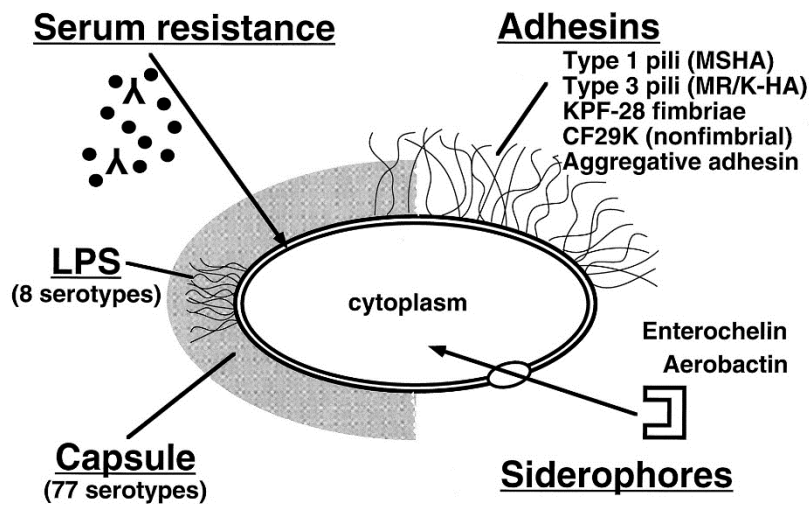 Serum resistance
Adhesins
Type 1 pili (MSHA)
Type 3 pili (MR/K-HA)
KPF-28 fimbriae
CF29K (nonfimbrial)
Aggregative adhesin
LPS
(8 serotypes)
cytoplasm
Enterochelin
Aerobactin
Capsule
(77 serotypes)
Siderophores